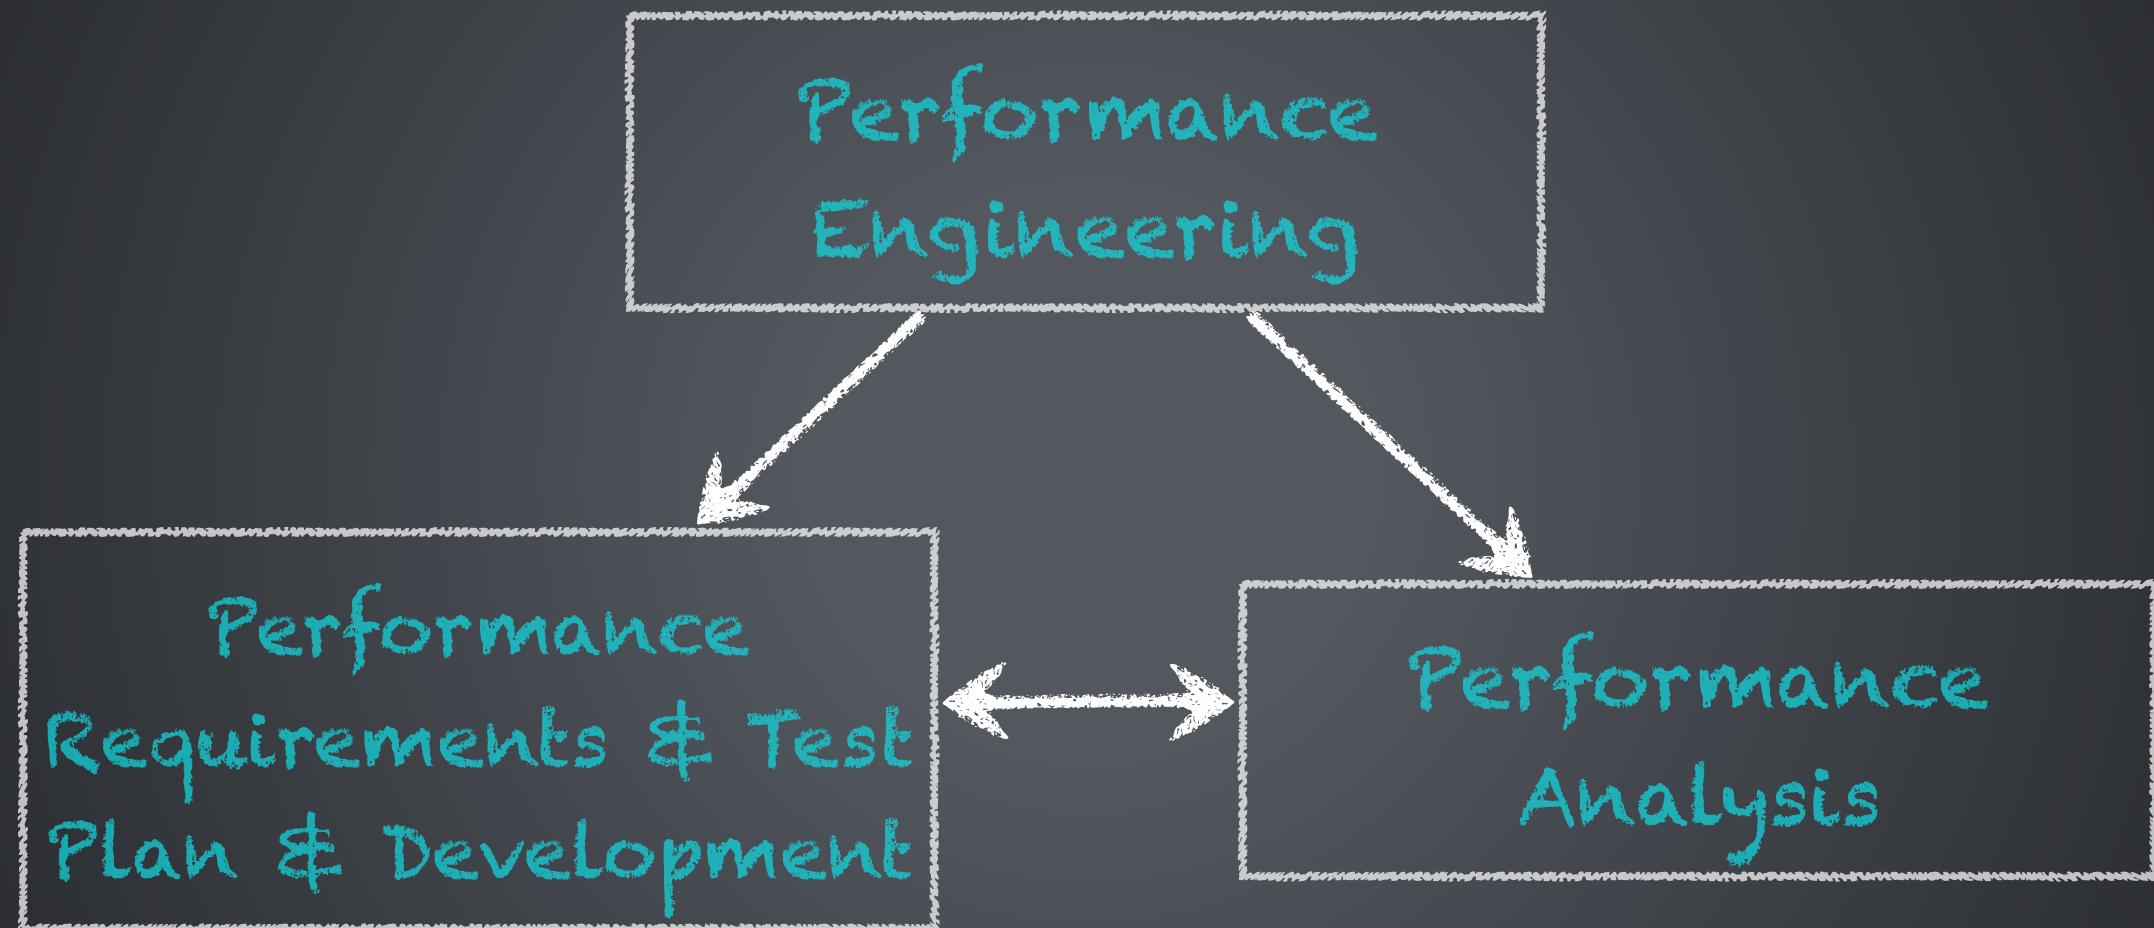 Performance
Engineering
Performance
Requirements & Test
Plan & Development
Performance
Analysis